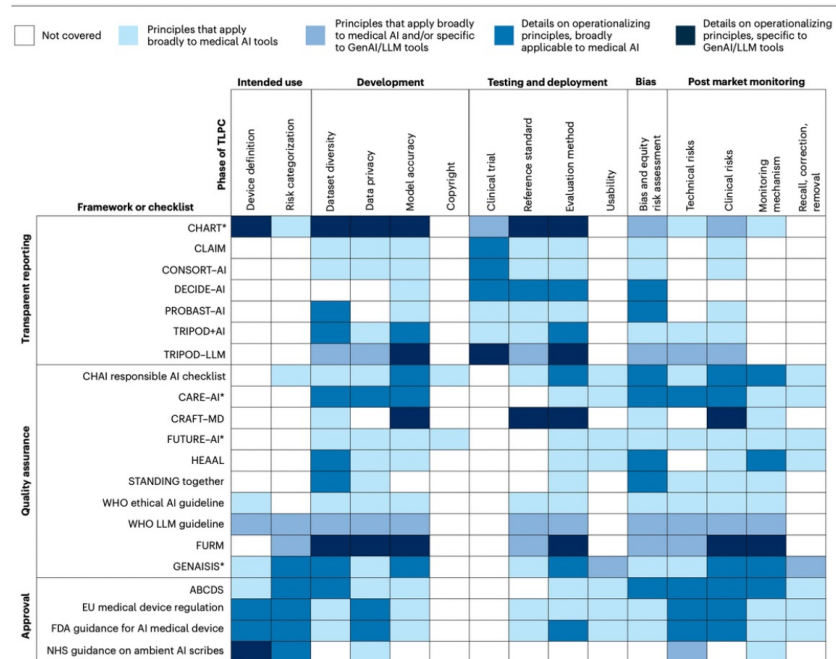 Not covered
Principles that apply
broadly to medical AI tools
Principles that apply broadly
to medical AI and/or specific
to GenAI/LLM tools
Details on operationalizing
principles, broadly
applicable to medical AI
Details on operationalizing
principles, specific to
GenAI/LLM tools
Intended use
Development
Testing and deployment
Bias
Post market monitoring
Phase of TLPC
Device definition
Risk categorization
Dataset diversity
Data privacy
Model accuracy
Copyright
Clinical trial
Reference standard
Evaluation method
Usability
Bias and equity
risk assessment
Technical risks
Clinical risks
Monitoring
mechanism
Recall, correction,
removal
Framework or checklist
Transparent reporting
CHART*
CLAIM
CONSORT–AI
DECIDE–AI
PROBAST–AI
TRIPOD+AI
TRIPOD–LLM
Quality assurance
CHAI responsible AI checklist
CARE–AI*
CRAFT–MD
FUTURE–AI*
HEAAL
STANDING together
WHO ethical AI guideline
WHO LLM guideline
FURM
GENAISIS*
Approval
ABCDS
EU medical device regulation
FDA guidance for AI medical device
NHS guidance on ambient AI scribes